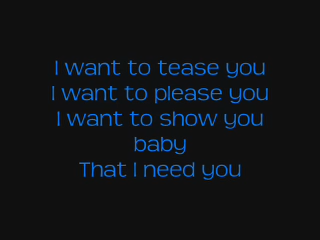 I want to tease you
I want to please you
I want to show you
baby
That I need you